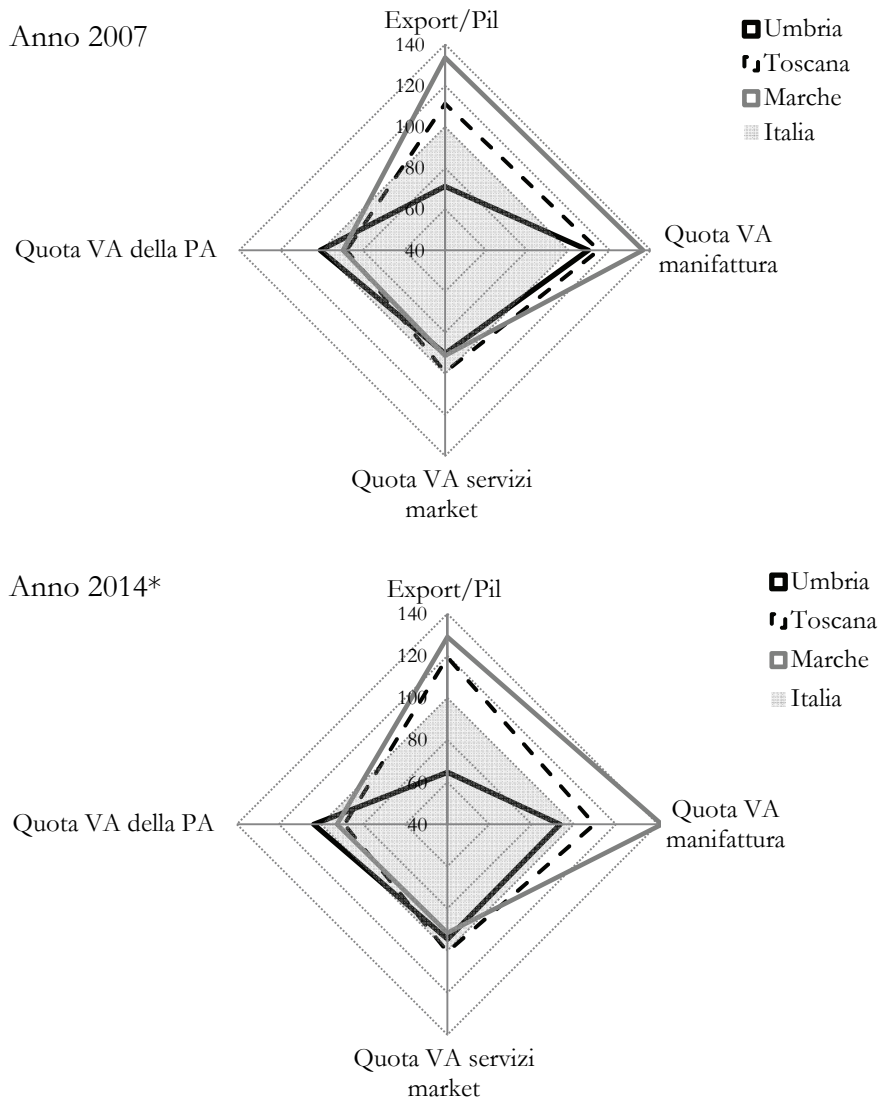 Anno 2007
Export/Pil
140
120
100
80
60
40
Umbria
Toscana
Marche
Italia
Quota VA della PA
Quota VA
manifattura
Quota VA servizi
market
Anno 2014*
Export/Pil
140
120
100
80
60
40
Umbria
Toscana
Marche
Italia
Quota VA della PA
Quota VA
manifattura
Quota VA servizi
market